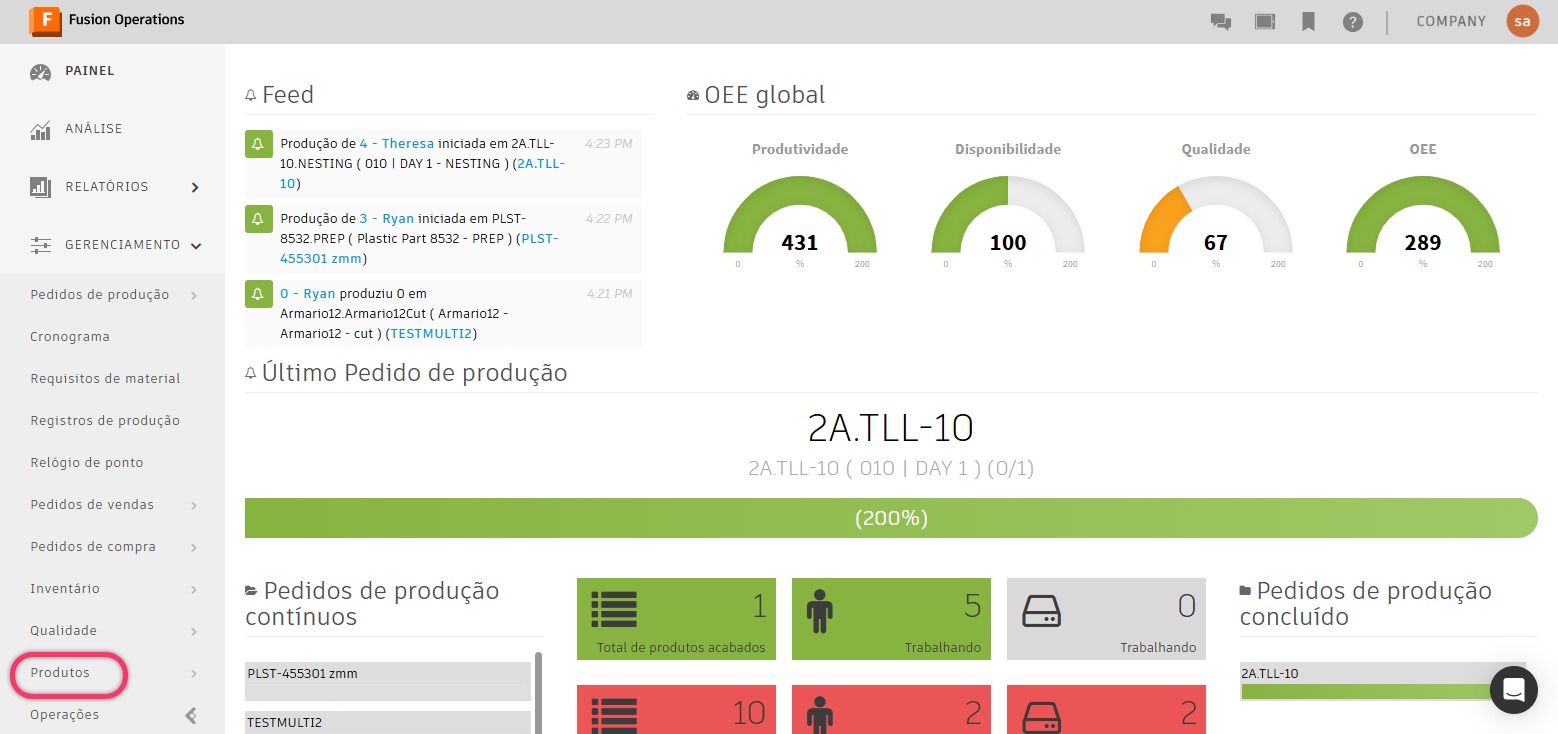 F Fusion Operations
COMPANY
sa
PAINEL
ANÁLISE
RELATÓRIOS
GERENCIAMENTO
Pedidos de produção
Cronograma
Requisitos de material
Registros de produção
Relógio de ponto
Pedidos de vendas
Pedidos de compra
Inventário
Qualidade
Produtos
Operações
Feed
Produção de 4 - Theresa iniciada em 2A.TLL-
10.NESTING ( 010 | DAY 1 - NESTING ) (2A.TLL-
10)
4:23 PM
Produção de 3 - Ryan iniciada em PLST-
8532.PREP ( Plastic Part 8532 - PREP ) (PLST-
455301 zmm)
4:22 PM
0 - Ryan produziu 0 em
Armario12.Armario12Cut ( Armario12 -
Armario12 - cut ) (TESTMULTI2)
4:21 PM
OEE global
Produtividade
431
0 % 200
Disponibilidade
100
0 % 200
Qualidade
67
0 % 200
OEE
289
0 % 200
Último Pedido de produção
2A.TLL-10
2A.TLL-10 ( 010 | DAY 1 ) (0/1)
(200%)
Pedidos de produção
contínuos
PLST-455301 zmm
TESTMULTI2
1
Total de produtos acabados
5
Trabalhando
0
Trabalhando
10
2
2
Pedidos de produção
concluído
2A.TLL-10